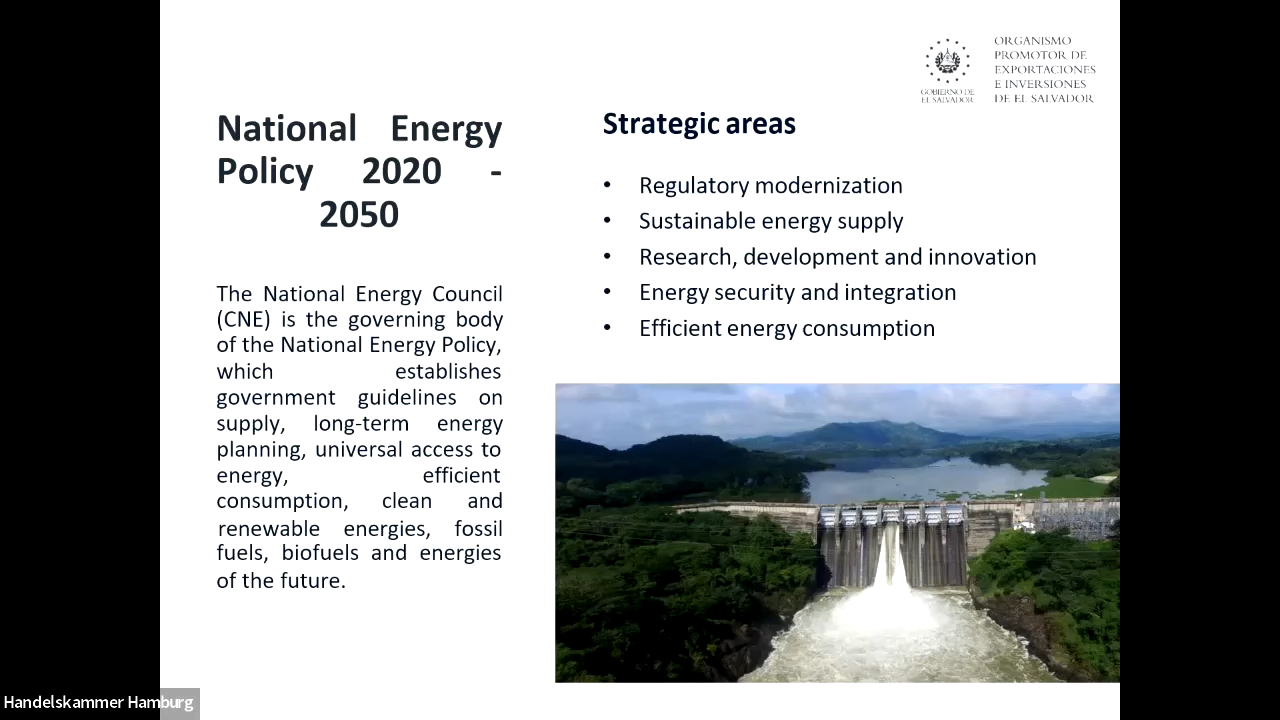 ORGANISMO
PROMOTOR DE
EXPORTACIONES
E INVERSIONES
DE EL SALVADOR
GOBIERNO DE
EL SALVADOR
National Energy
Policy 2020 -
2050
The National Energy Council
(CNE) is the governing body
of the National Energy Policy,
which establishes
government guidelines on
supply, long-term energy
planning, universal access to
energy, efficient
consumption, clean and
renewable energies, fossil
fuels, biofuels and energies
of the future.
Strategic areas
• Regulatory modernization
• Sustainable energy supply
• Research, development and innovation
• Energy security and integration
• Efficient energy consumption
Handelskammer Hamburg